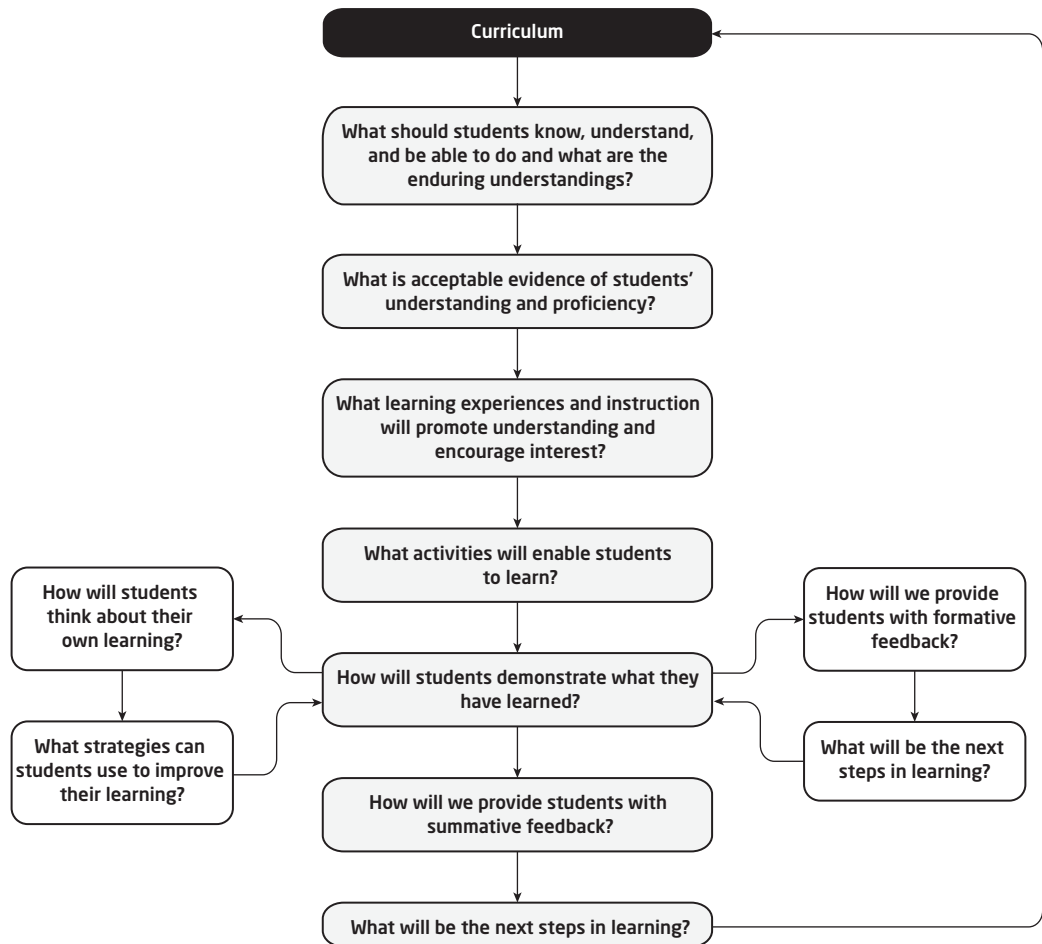 Curriculum
What should students know, understand,
and be able to do and what are the
enduring understandings?
What is acceptable evidence of students’
understanding and proficiency?
What learning experiences and instruction
will promote understanding and
encourage interest?
What activities will enable students
to learn?
How will students
think about their
own learning?
How will we provide
students with formative
feedback?
How will students demonstrate what they
have learned?
What strategies can
students use to improve
their learning?
What will be the next
steps in learning?
How will we provide students with
summative feedback?
What will be the next steps in learning?